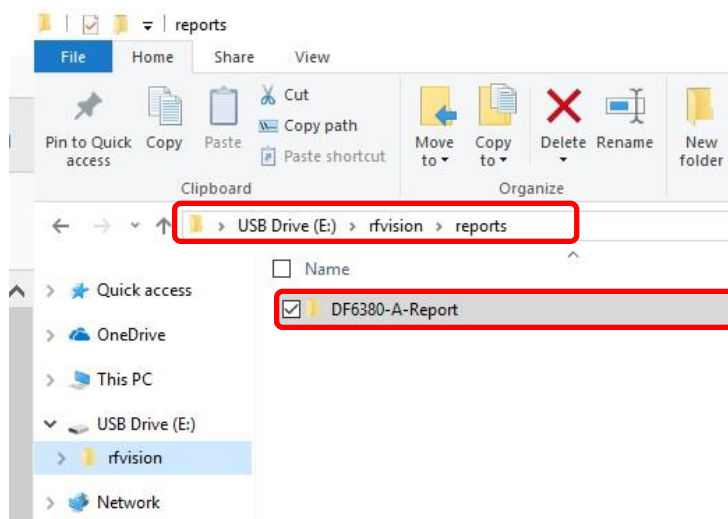 reports
File Home Share View
Pin to Quick access
Copy
Paste
Cut
Copy path
Paste shortcut
Move to
Copy to
Delete
Rename
New folder
Clipboard
Organize
USB Drive (E:) > rfvision > reports
Name
Quick access
DF6380-A-Report
OneDrive
This PC
USB Drive (E:)
rfvision
Network